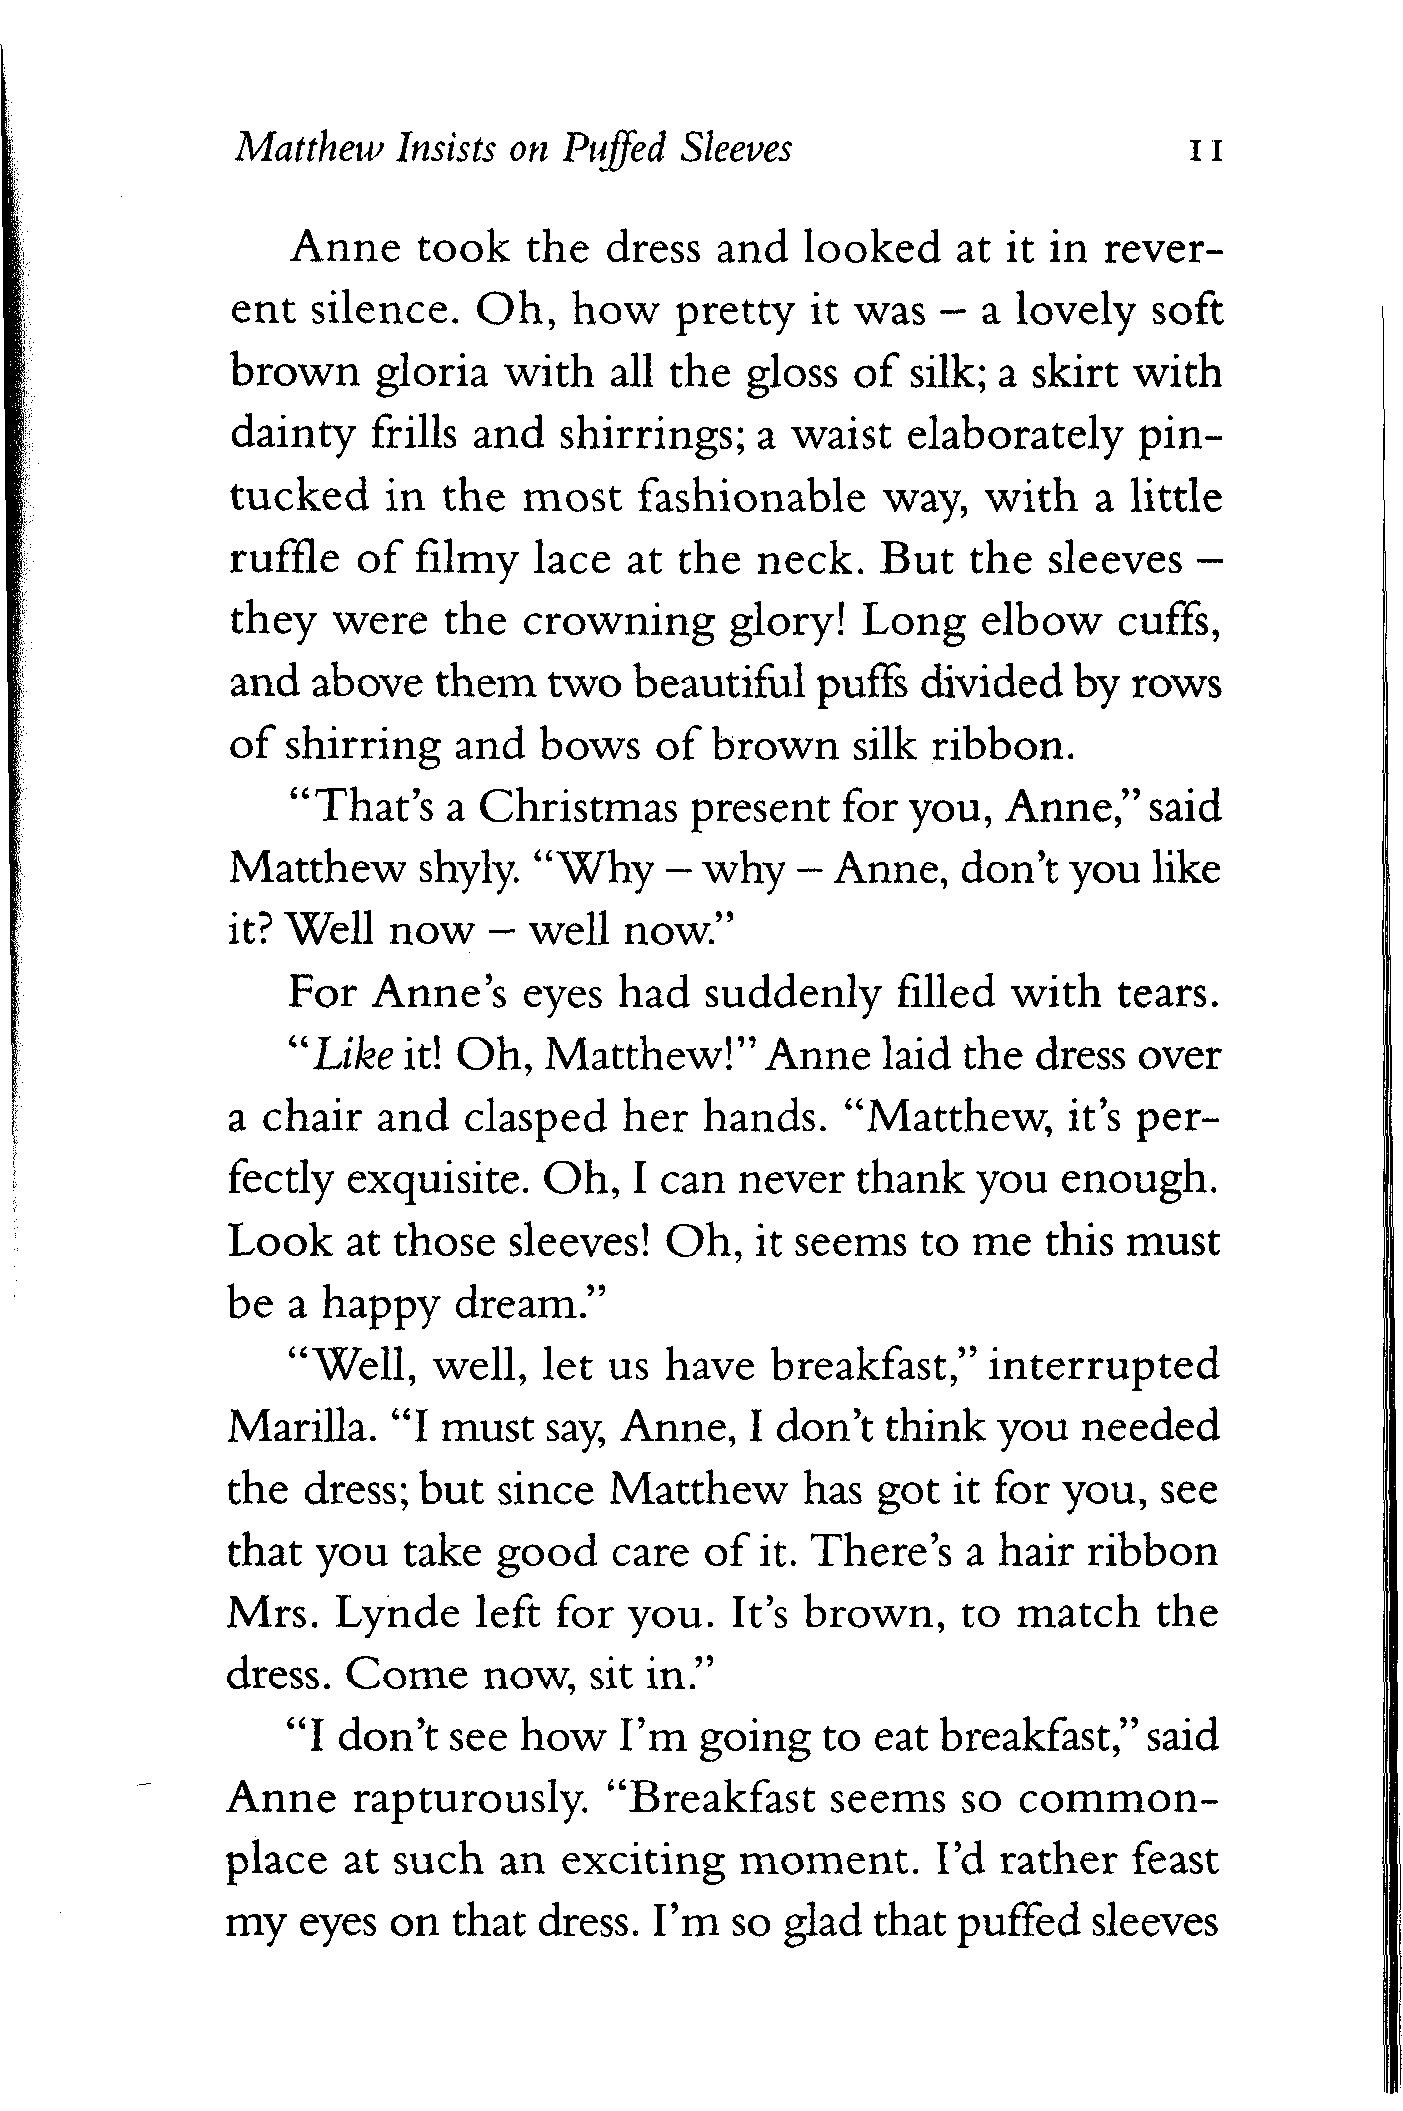 Matthew Insists on Puffed Sleeves 11
Anne took the dress and looked at it in rever-
ent silence. Oh, how pretty it was – a lovely soft
brown gloria with all the gloss of silk; a skirt with
dainty frills and shirrings; a waist elaborately pin-
tucked in the most fashionable way, with a little
ruffle of filmy lace at the neck. But the sleeves –
they were the crowning glory! Long elbow cuffs,
and above them two beautiful puffs divided by rows
of shirring and bows of brown silk ribbon.
“That’s a Christmas present for you, Anne,” said
Matthew shyly. “Why – why – Anne, don’t you like
it? Well now – well now.”
For Anne’s eyes had suddenly filled with tears.
“Like it! Oh, Matthew!” Anne laid the dress over
a chair and clasped her hands. “Matthew, it’s per-
fectly exquisite. Oh, I can never thank you enough.
Look at those sleeves! Oh, it seems to me this must
be a happy dream.”
“Well, well, let us have breakfast,” interrupted
Marilla. “I must say, Anne, I don’t think you needed
the dress; but since Matthew has got it for you, see
that you take good care of it. There’s a hair ribbon
Mrs. Lynde left for you. It’s brown, to match the
dress. Come now, sit in.”
“I don’t see how I’m going to eat breakfast,” said
Anne rapturously. “Breakfast seems so common-
place at such an exciting moment. I’d rather feast
my eyes on that dress. I’m so glad that puffed sleeves